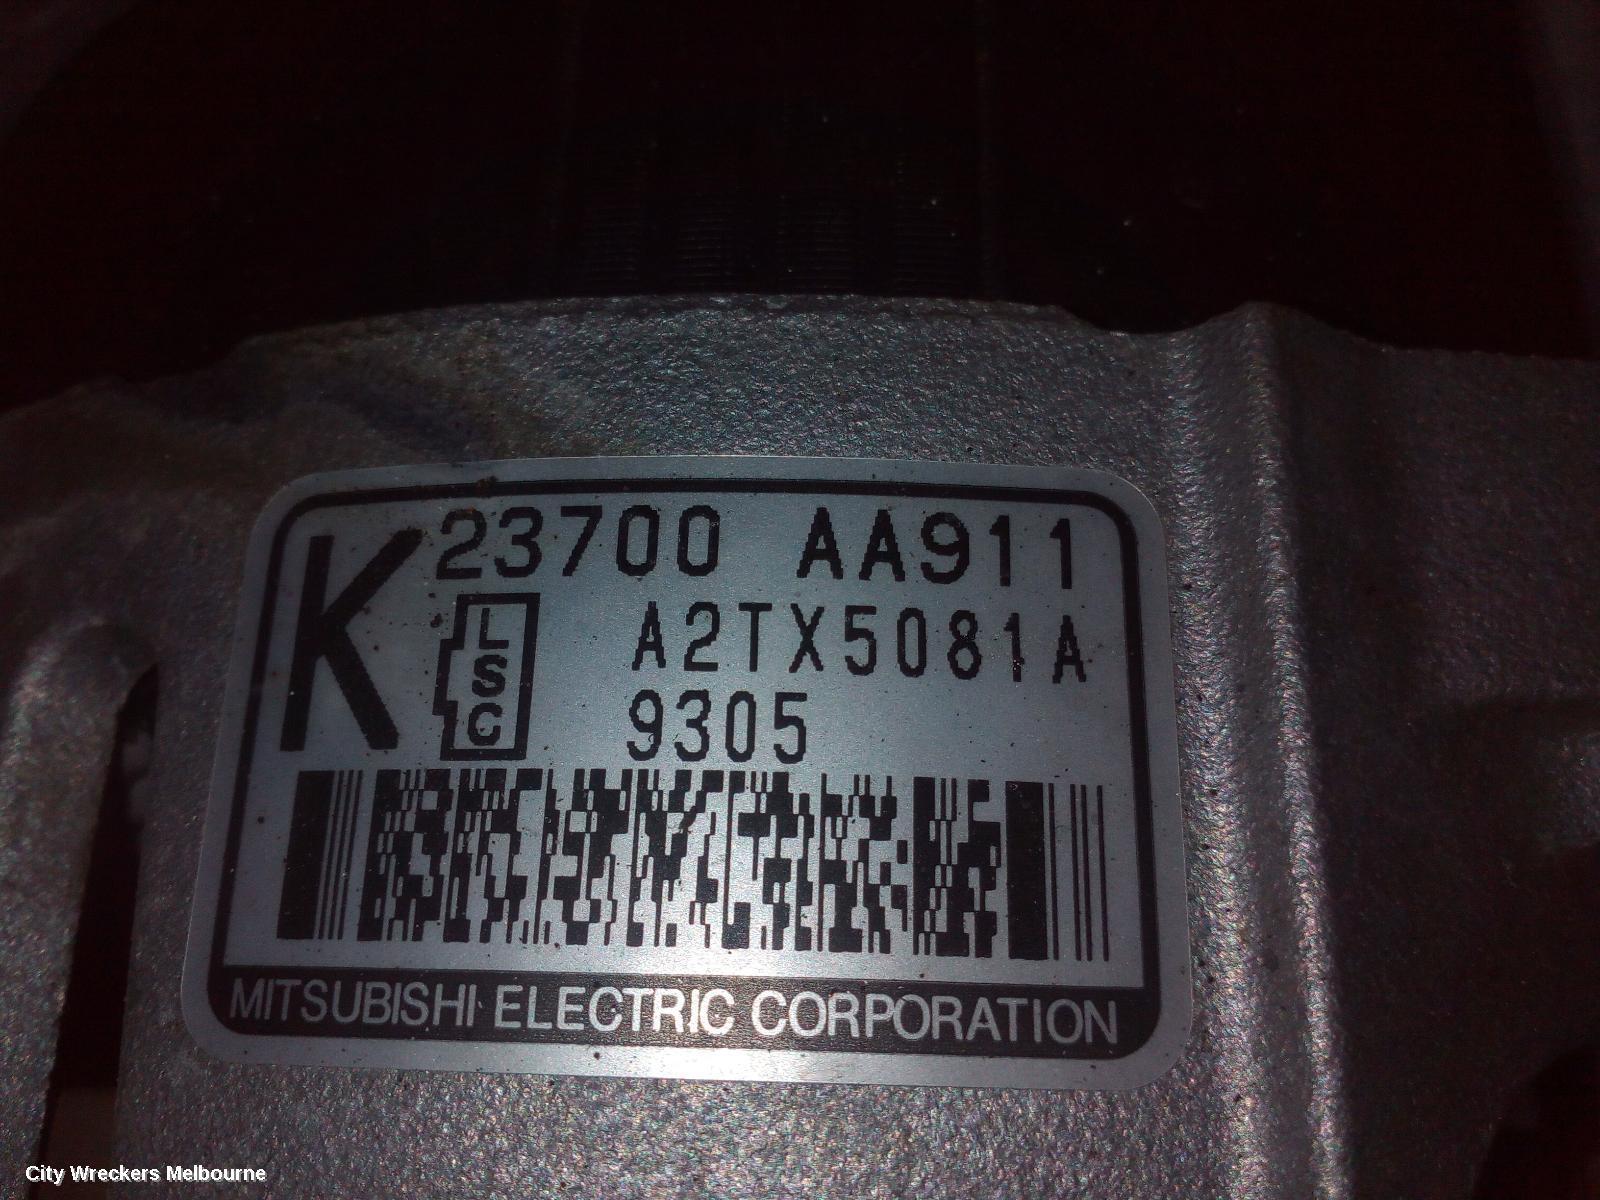 K 23700 AA911
LSC A2TX5081A
9305
MITSUBISHI ELECTRIC CORPORATION
City Wreckers Melbourne